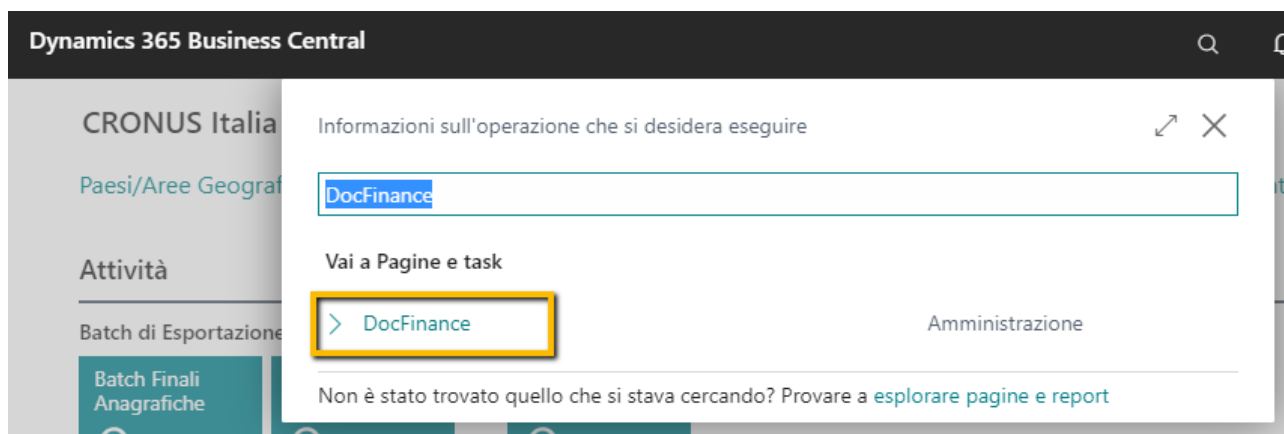 Dynamics 365 Business Central
CRONUS Italia
Informazioni sull'operazione che si desidera eseguire
Paesi/Aree Geograf
DocFinance
Vai a Pagine e task
Attività
DocFinance Amministrazione
Batch di Esportazione
Batch Finali
Anagrafiche
Non è stato trovato quello che si stava cercando? Provare a esplorare pagine e report